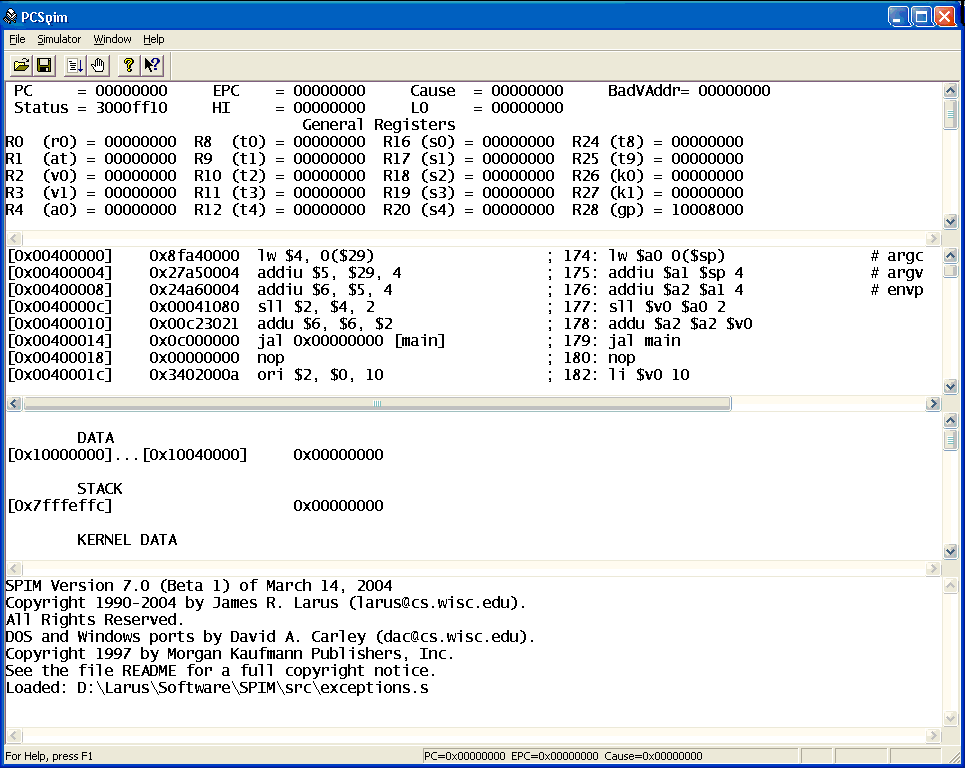 PCSpim
File Simulator Window Help
PC = 00000000 EPC = 00000000 Cause = 00000000 BadVAddr= 00000000
Status = 3000ff10 HI = 00000000 LO = 00000000
General Registers
R0 (r0) = 00000000 R8 (t0) = 00000000 R16 (s0) = 00000000 R24 (t8) = 00000000
R1 (at) = 00000000 R9 (t1) = 00000000 R17 (s1) = 00000000 R25 (t9) = 00000000
R2 (v0) = 00000000 R10 (t2) = 00000000 R18 (s2) = 00000000 R26 (k0) = 00000000
R3 (v1) = 00000000 R11 (t3) = 00000000 R19 (s3) = 00000000 R27 (k1) = 00000000
R4 (a0) = 00000000 R12 (t4) = 00000000 R20 (s4) = 00000000 R28 (gp) = 10008000
[0x00400000] 0x8fa40000 lw $4, 0($29) ; 174: lw $a0 0($sp) # argc
[0x00400004] 0x27a50004 addiu $5, $29, 4 ; 175: addiu $a1 $sp 4 # argv
[0x00400008] 0x24a60004 addiu $6, $5, 4 ; 176: addiu $a2 $a1 4 # envp
[0x0040000c] 0x00041080 sll $2, $4, 2 ; 177: sll $v0 $a0 2
[0x00400010] 0x00c23021 addu $6, $6, $2 ; 178: addu $a2 $a2 $v0
[0x00400014] 0x0c000000 jal 0x00000000 [main] ; 179: jal main
[0x00400018] 0x00000000 nop ; 180: nop
[0x0040001c] 0x3402000a ori $2, $0, 10 ; 182: li $v0 10
DATA
[0x10000000]...[0x10040000] 0x00000000
STACK
[0x7fffeffc] 0x00000000
KERNEL DATA
SPIM Version 7.0 (Beta 1) of March 14, 2004
Copyright 1990-2004 by James R. Larus (larus@cs.wisc.edu).
All Rights Reserved.
DOS and Windows ports by David A. Carley (dac@cs.wisc.edu).
Copyright 1997 by Morgan Kaufmann Publishers, Inc.
See the file README for a full copyright notice.
Loaded: D:\Larus\Software\SPIM\src\exceptions.s
For Help, press F1 PC=0x00000000 EPC=0x00000000 Cause=0x00000000